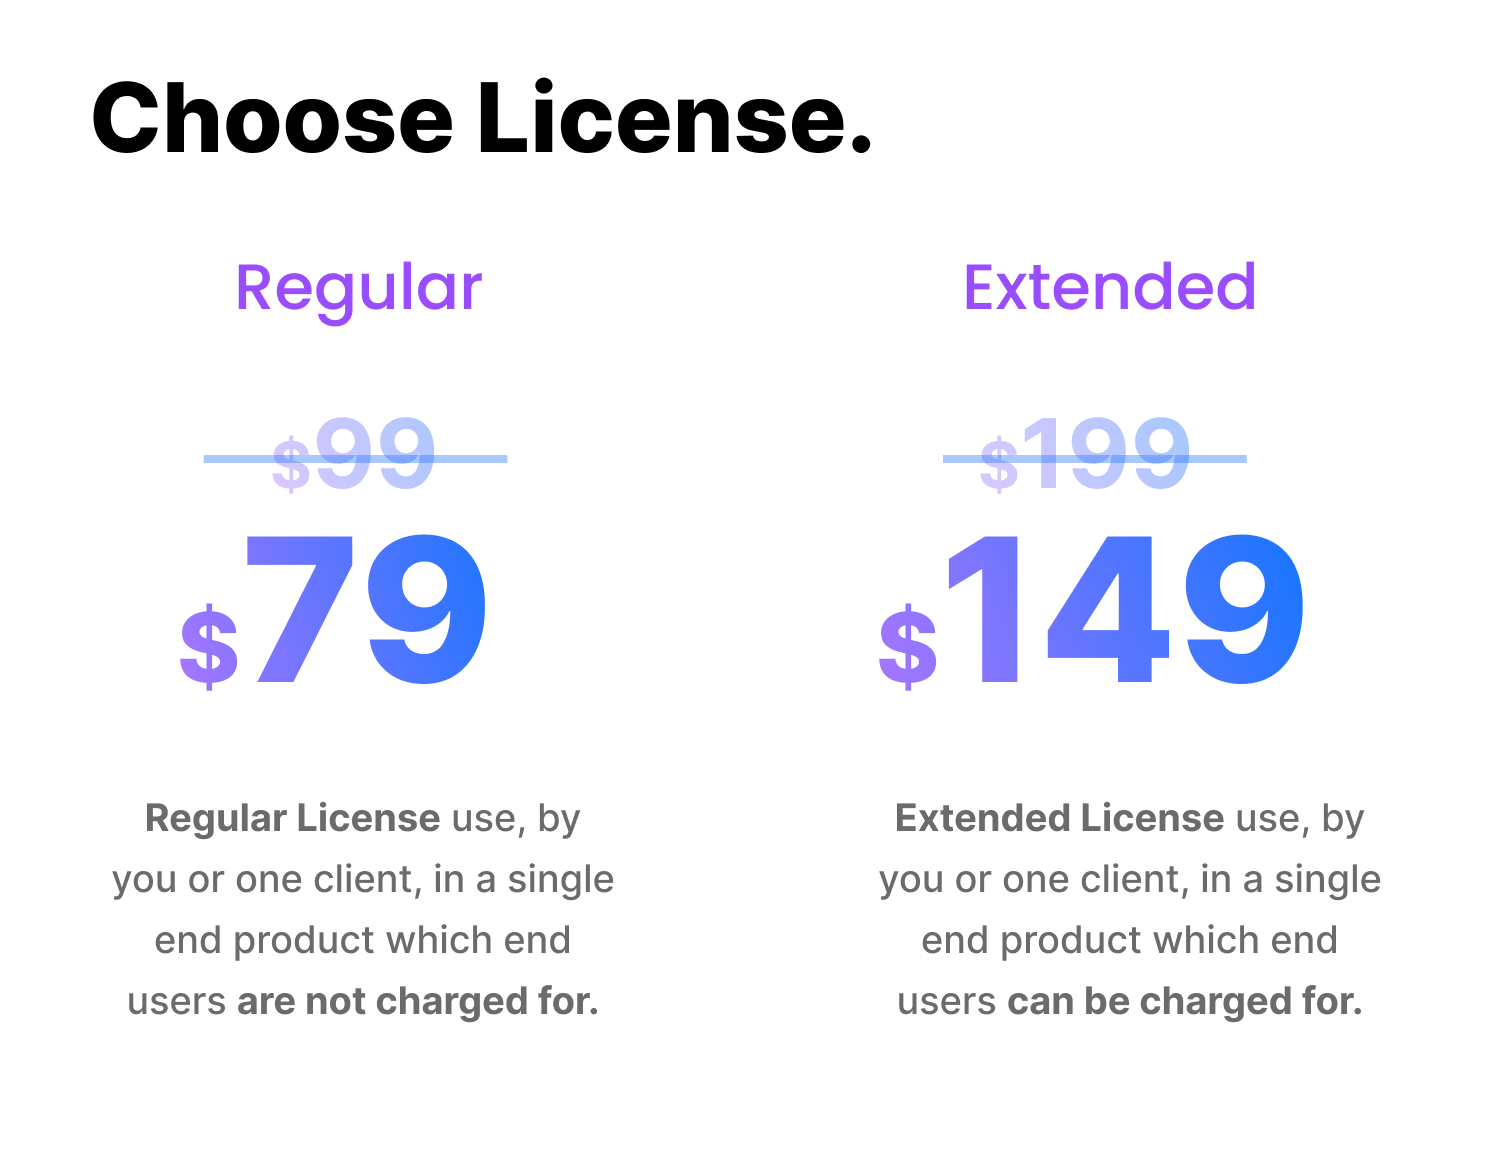 Choose License.
Regular
$99
$79
Regular License use, by
you or one client, in a single
end product which end
users are not charged for.
Extended
$199
$149
Extended License use, by
you or one client, in a single
end product which end
users can be charged for.